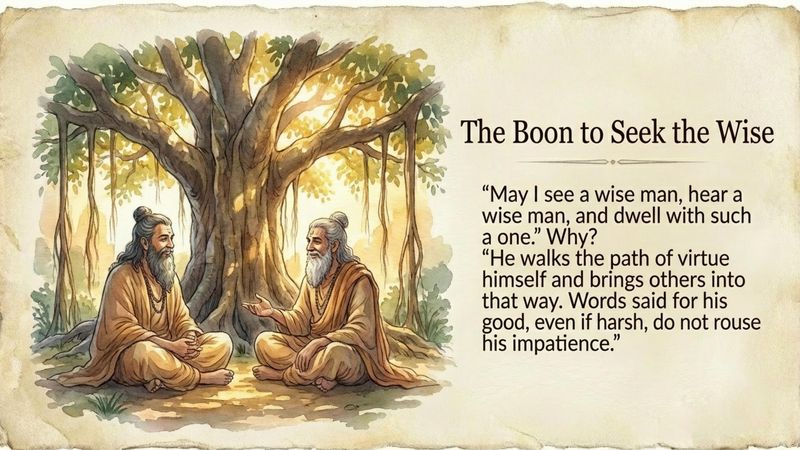 The Boon to Seek the Wise
“May I see a wise man, hear a
wise man, and dwell with such
a one.” Why?
“He walks the path of virtue
himself and brings others into
that way. Words said for his
good, even if harsh, do not rouse
his impatience.”